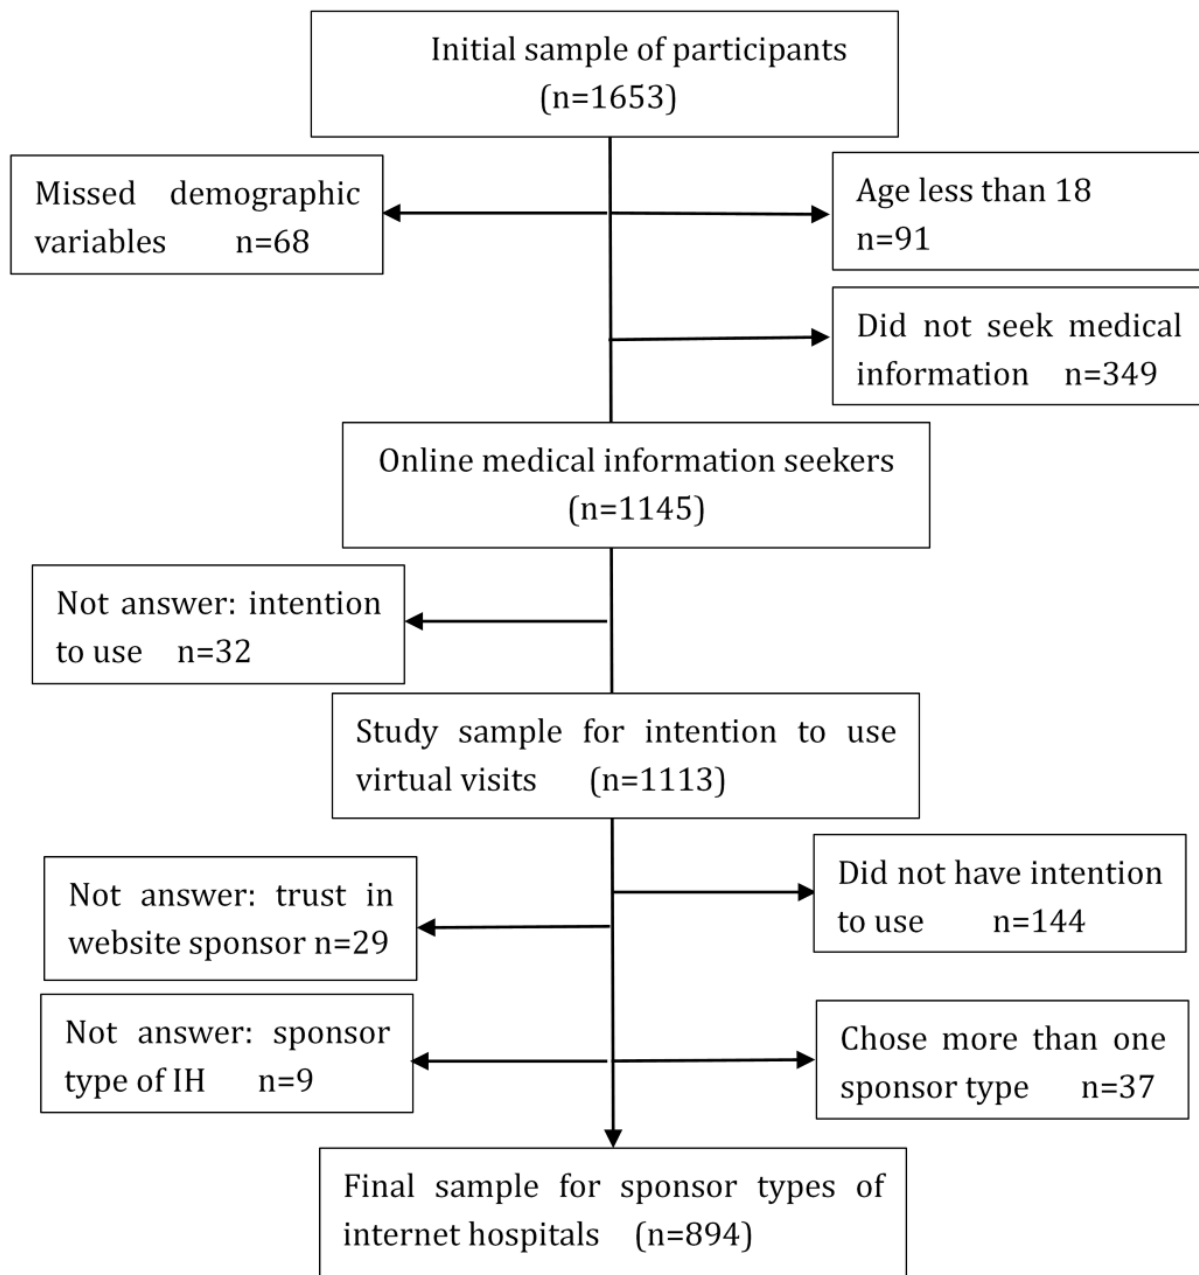 Initial sample of participants
(n=1653)
Missed demographic
variables n=68
Age less than 18
n=91
Did not seek medical
information n=349
Online medical information seekers
(n=1145)
Not answer: intention
to use n=32
Study sample for intention to use
virtual visits (n=1113)
Not answer: trust in
website sponsor n=29
Did not have intention
to use n=144
Not answer: sponsor
type of IH n=9
Chose more than one
sponsor type n=37
Final sample for sponsor types of
internet hospitals (n=894)